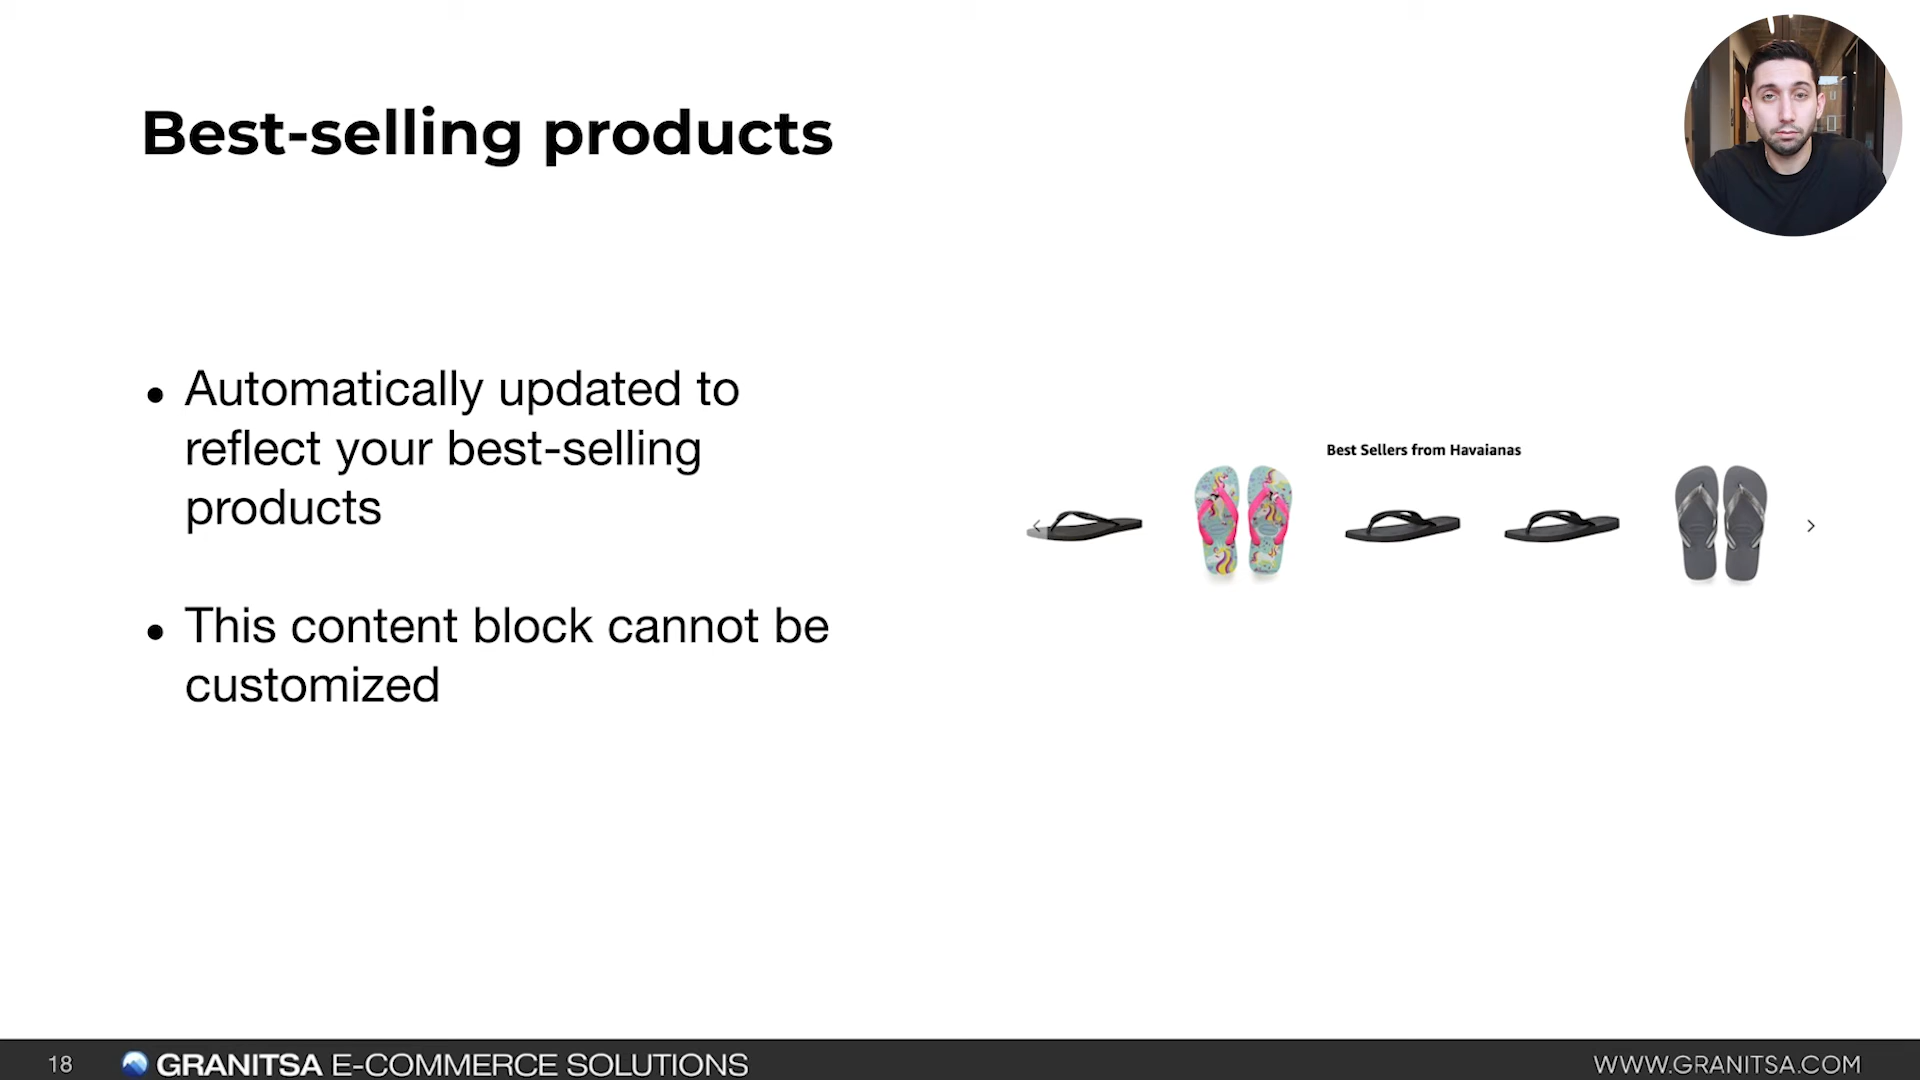 Best-selling products
• Automatically updated to
reflect your best-selling
products
• This content block cannot be
customized
Best Sellers from Havaianas
18
GRANITSA E-COMMERCE SOLUTIONS
WWW.GRANITSA.COM